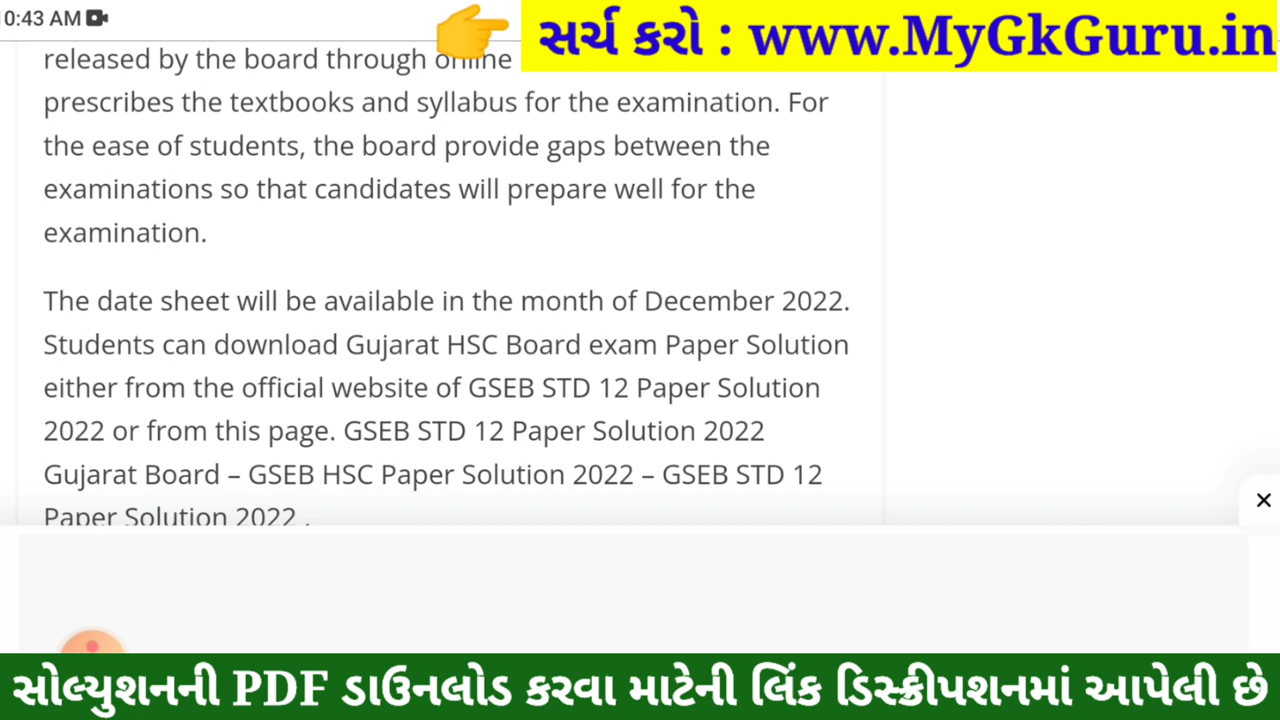 0:43 AM
સર્ચ કરો : www.MyGkGuru.in
released by the board through online
prescribes the textbooks and syllabus for the examination. For
the ease of students, the board provide gaps between the
examinations so that candidates will prepare well for the
examination.
The date sheet will be available in the month of December 2022.
Students can download Gujarat HSC Board exam Paper Solution
either from the official website of GSEB STD 12 Paper Solution
2022 or from this page. GSEB STD 12 Paper Solution 2022
Gujarat Board – GSEB HSC Paper Solution 2022 – GSEB STD 12
Paper Solution 2022 .
સોલ્યુશનની PDF ડાઉનલોડ કરવા માટેની લિંક ડિસ્ક્રીપશનમાં આપેલી છે